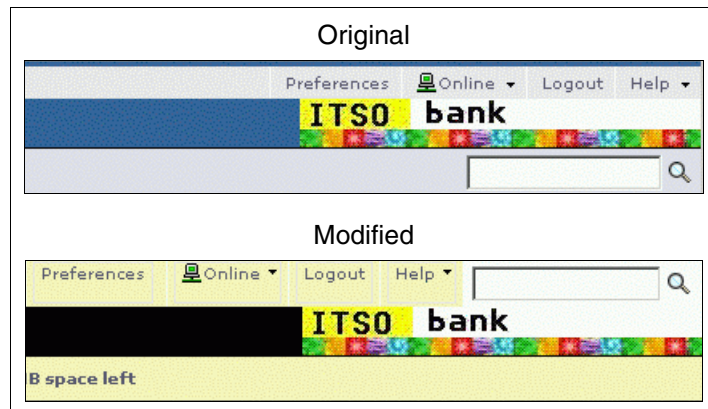 Original
Preferences Online Logout Help
ITSO bank
Modified
Preferences Online Logout Help
ITSO bank
B space left